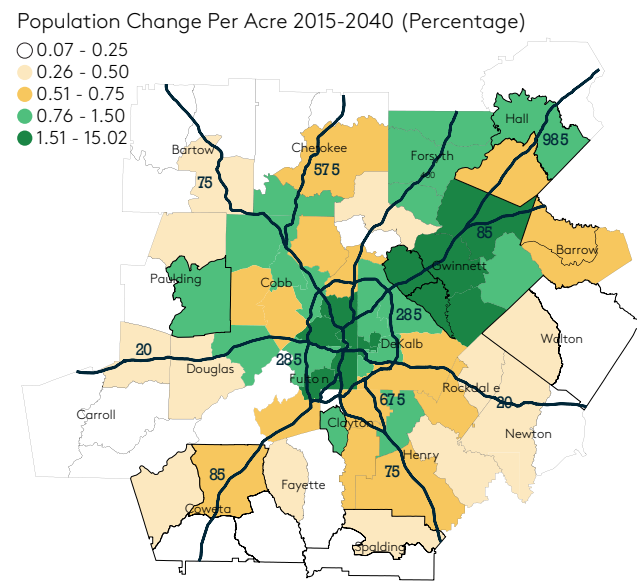 Population Change Per Acre 2015-2040 (Percentage)
0.07 - 0.25
0.26 - 0.50
0.51 - 0.75
0.76 - 1.50
1.51 - 15.02
Hall
985
Bartow
Cherokee
575
Forsyth
75
85
Barrow
Gwinnett
Paulding
Cobb
285
20
Walton
DeKalb
285
Douglas
Fulton
Rockdale
675
20
Carroll
Clayton
Newton
Henry
75
85
Fayette
Coweta
Spalding